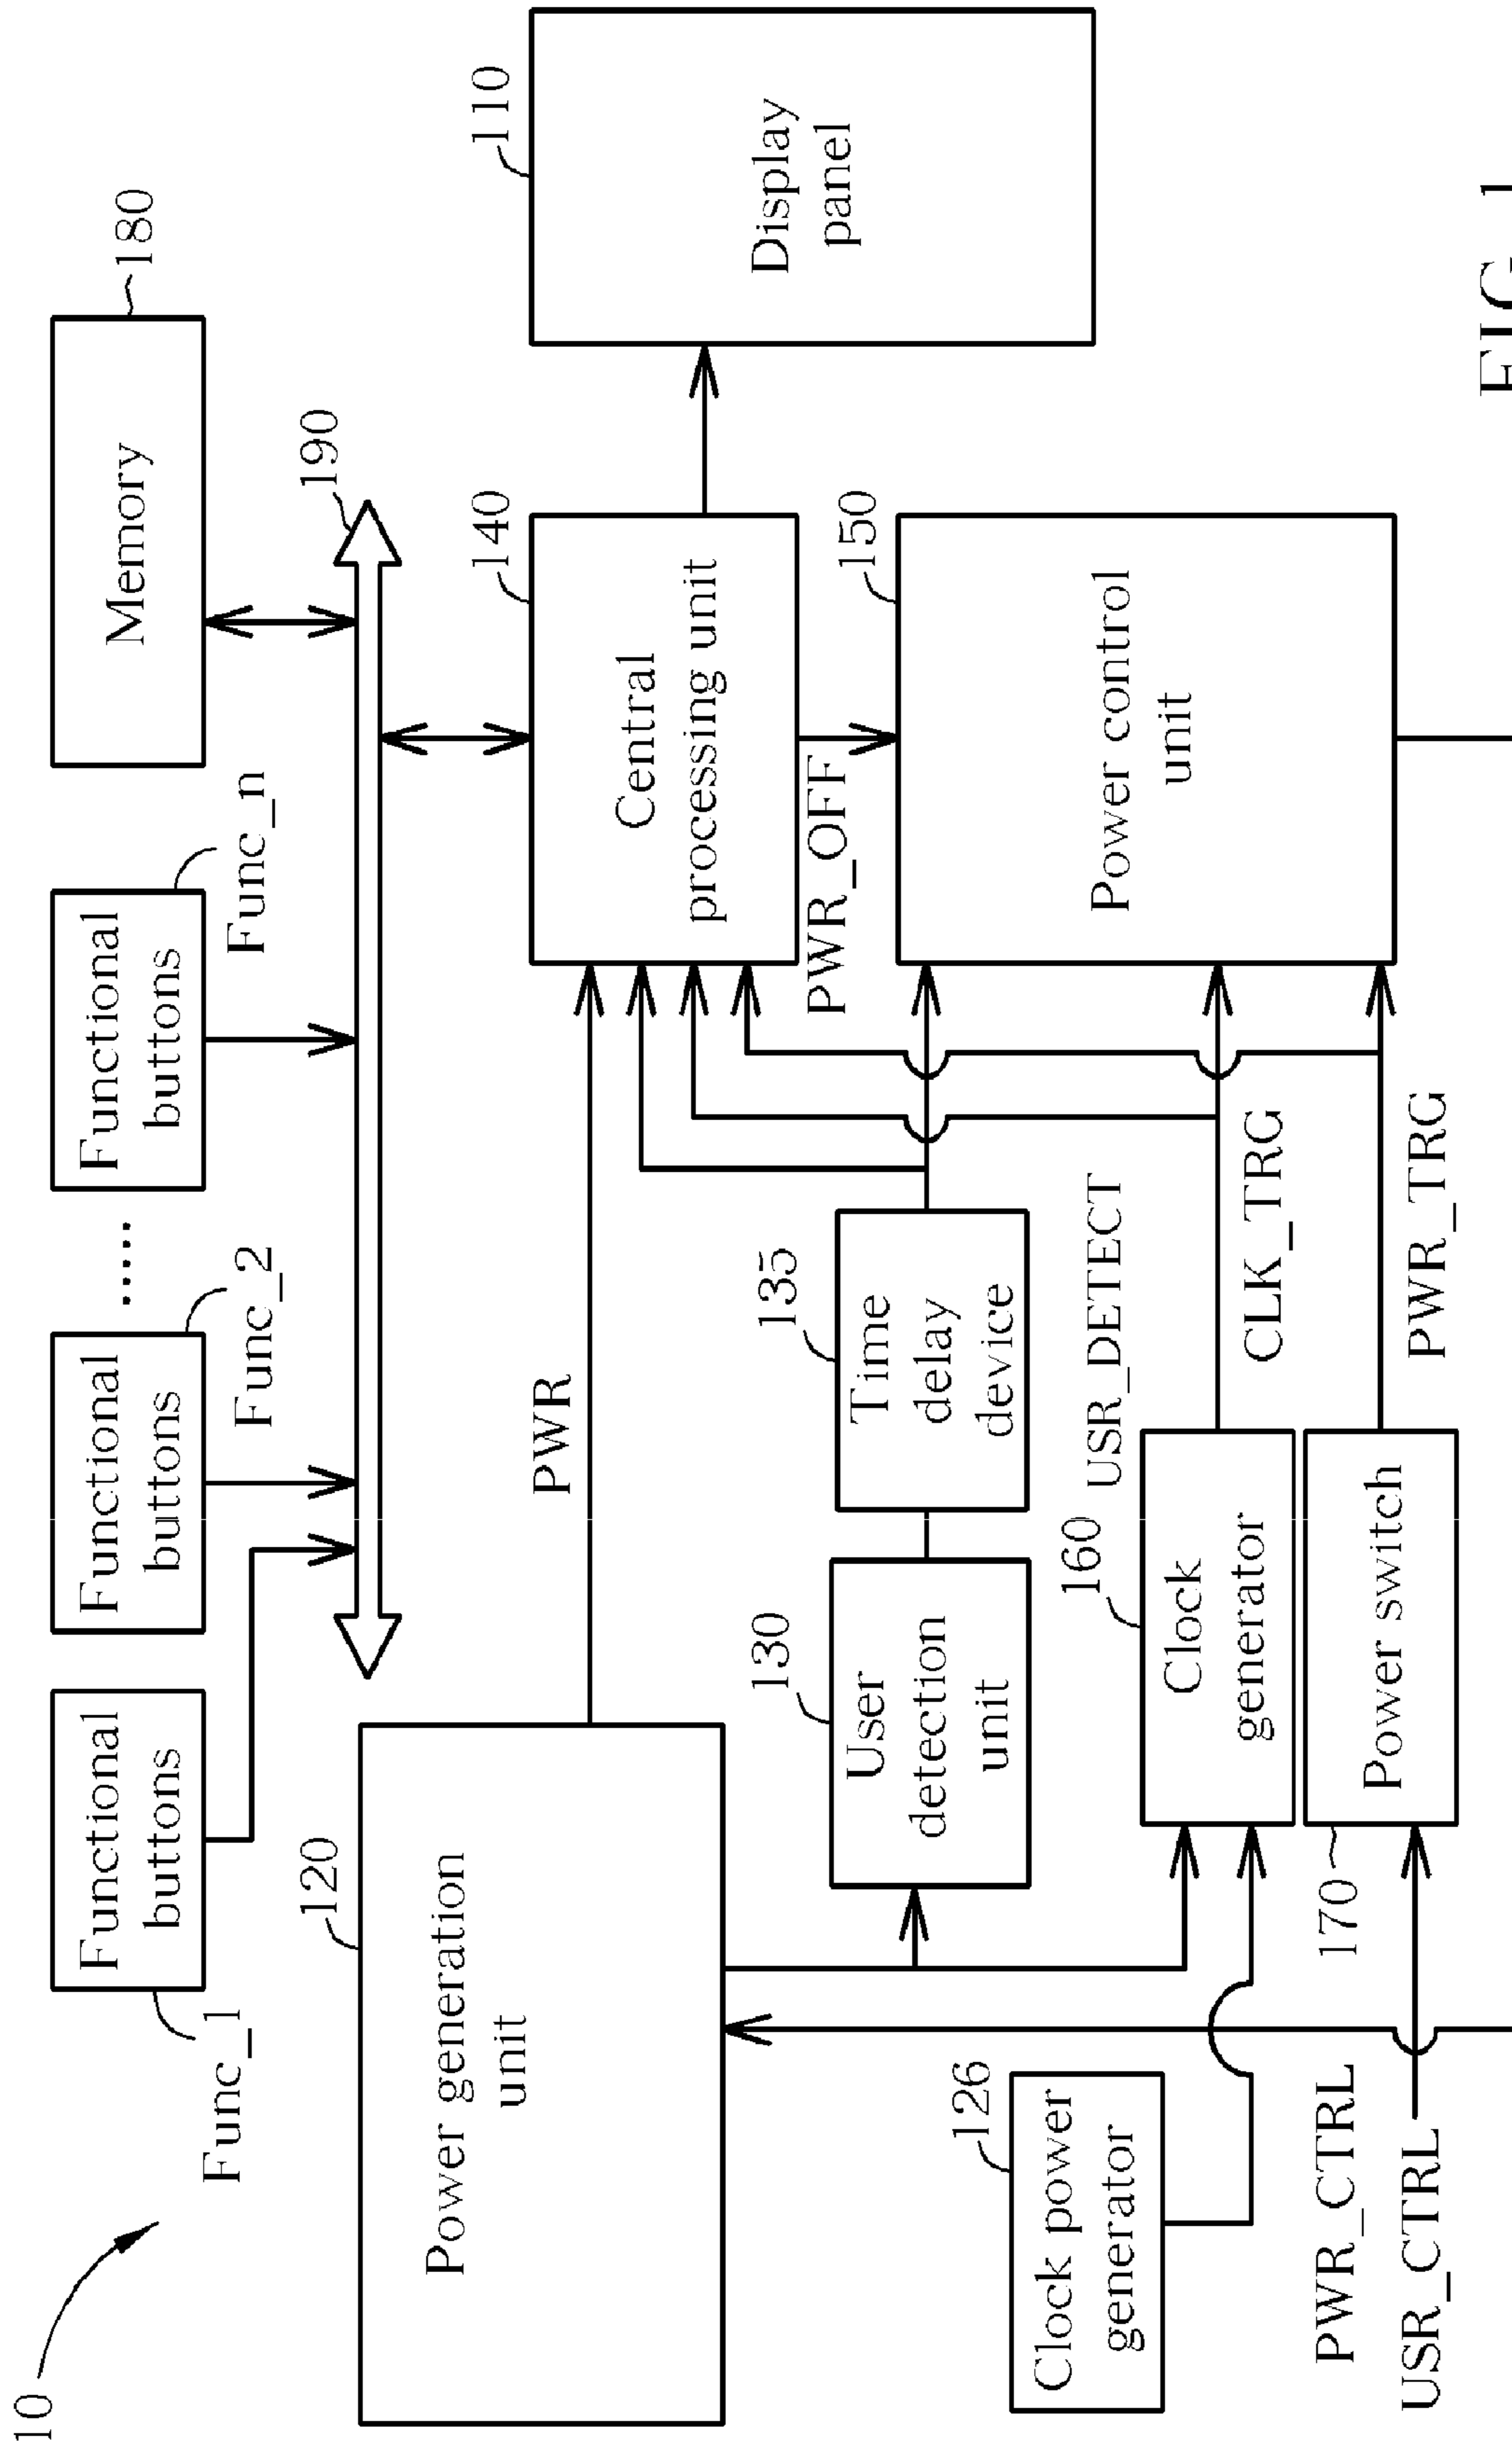 10
Func_1
Functional
buttons
Functional
buttons
Func_2
.....
Functional
buttons
Func_n
Memory
180
190
120
Power generation
unit
PWR
140
Central
processing unit
110
Display
panel
PWR_OFF
130
User
detection
unit
135
Time
delay
device
USR_DETECT
150
Power control
unit
126
Clock power
generator
160
Clock
generator
CLK_TRG
170
Power switch
PWR_TRG
PWR_CTRL
USR_CTRL
FIG. 1